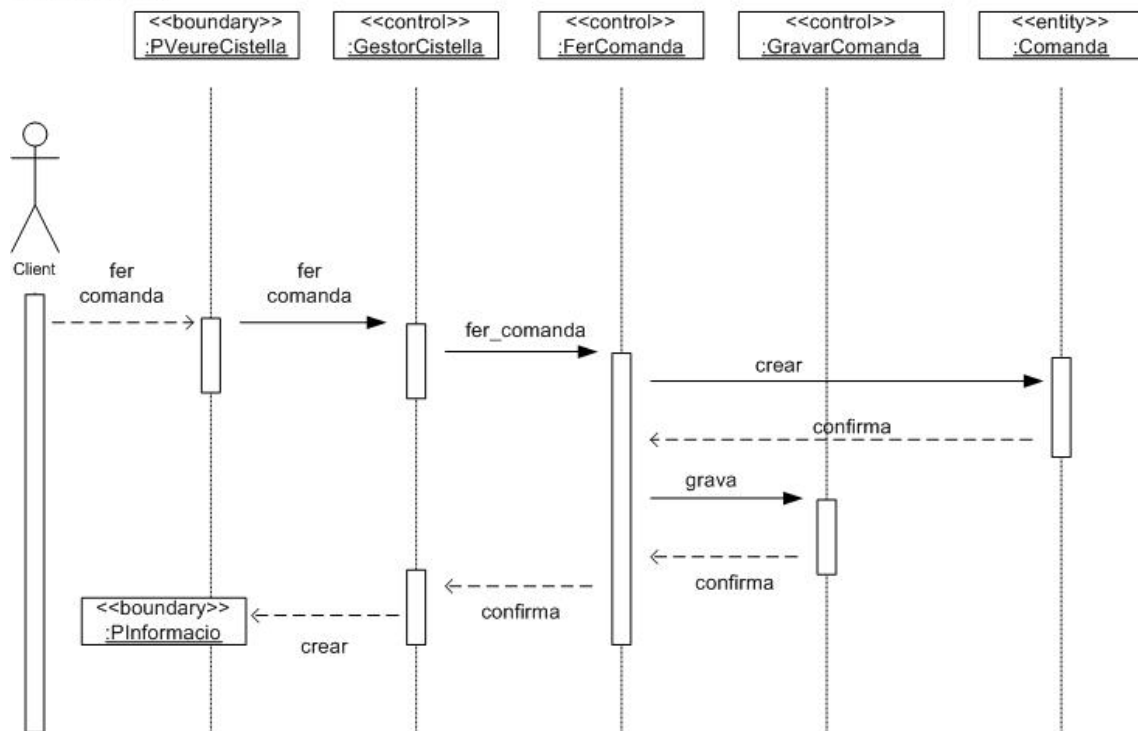 <<boundary>>
:PVeureCistella
<<control>>
:GestorCistella
<<control>>
:FerComanda
<<control>>
:GravarComanda
<<entity>>
:Comanda
Client
fer
comanda
fer
comanda
fer_comanda
crear
confirma
grava
confirma
confirma
<<boundary>>
:PInformacio
crear